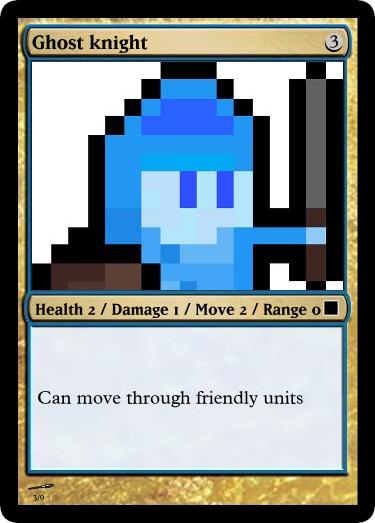 Ghost knight 3
Health 2 / Damage 1 / Move 2 / Range 0
Can move through friendly units
3/9